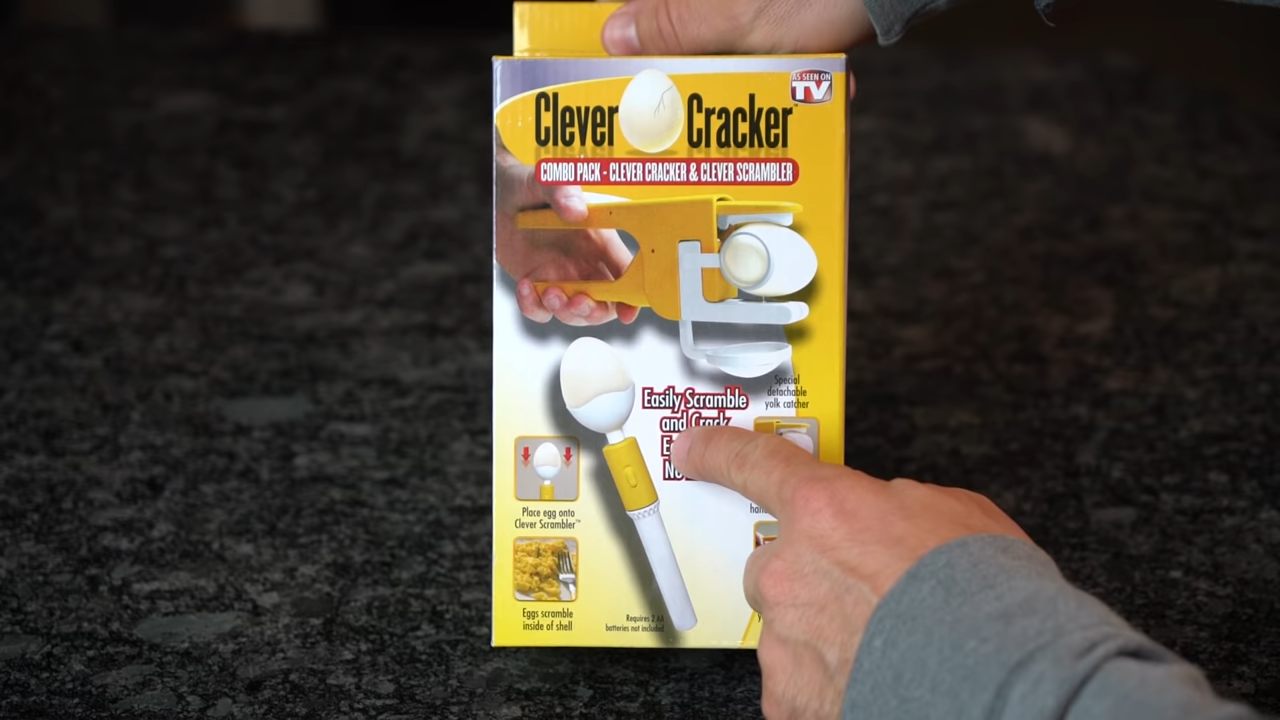 AS SEEN ON
TV
Clever Cracker™
COMBO PACK - CLEVER CRACKER & CLEVER SCRAMBLER
Easily Scramble
and Crack
Special
detachable
yolk catcher
Place egg onto
Clever Scrambler™
Eggs scramble
inside of shell
Requires 2 AA
batteries not included